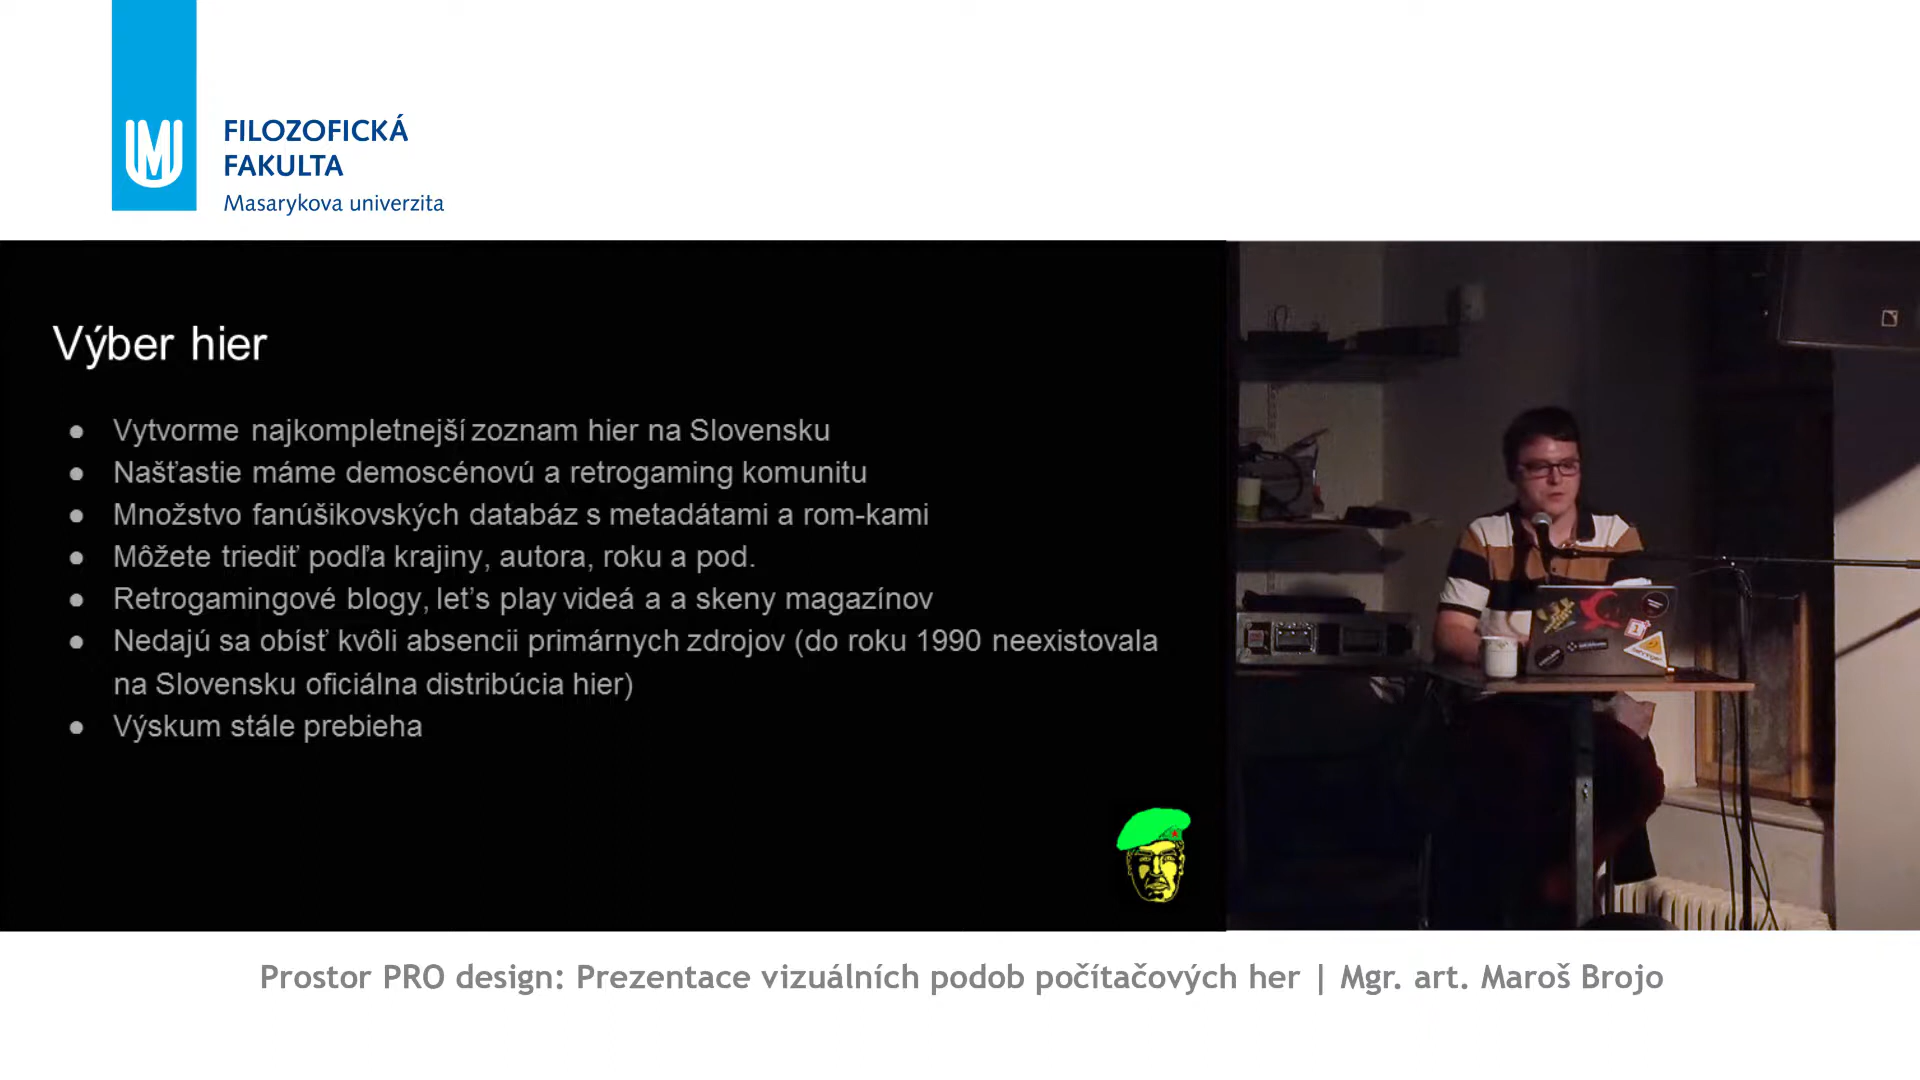 FILOZOFICKÁ
FAKULTA
Masarykova univerzita
Výber hier
● Vytvorme najkompletnejší zoznam hier na Slovensku
● Našťastie máme demoscénovú a retrogaming komunitu
● Množstvo fanúšikovských databáz s metadátami a rom-kami
● Môžete triediť podľa krajiny, autora, roku a pod.
● Retrogamingové blogy, let’s play videá a a skeny magazínov
● Nedajú sa obísť kvôli absencii primárnych zdrojov (do roku 1990 neexistovala
na Slovensku oficiálna distribúcia hier)
● Výskum stále prebieha
Prostor PRO design: Prezentace vizuálních podob počítačových her | Mgr. art. Maroš Brojo